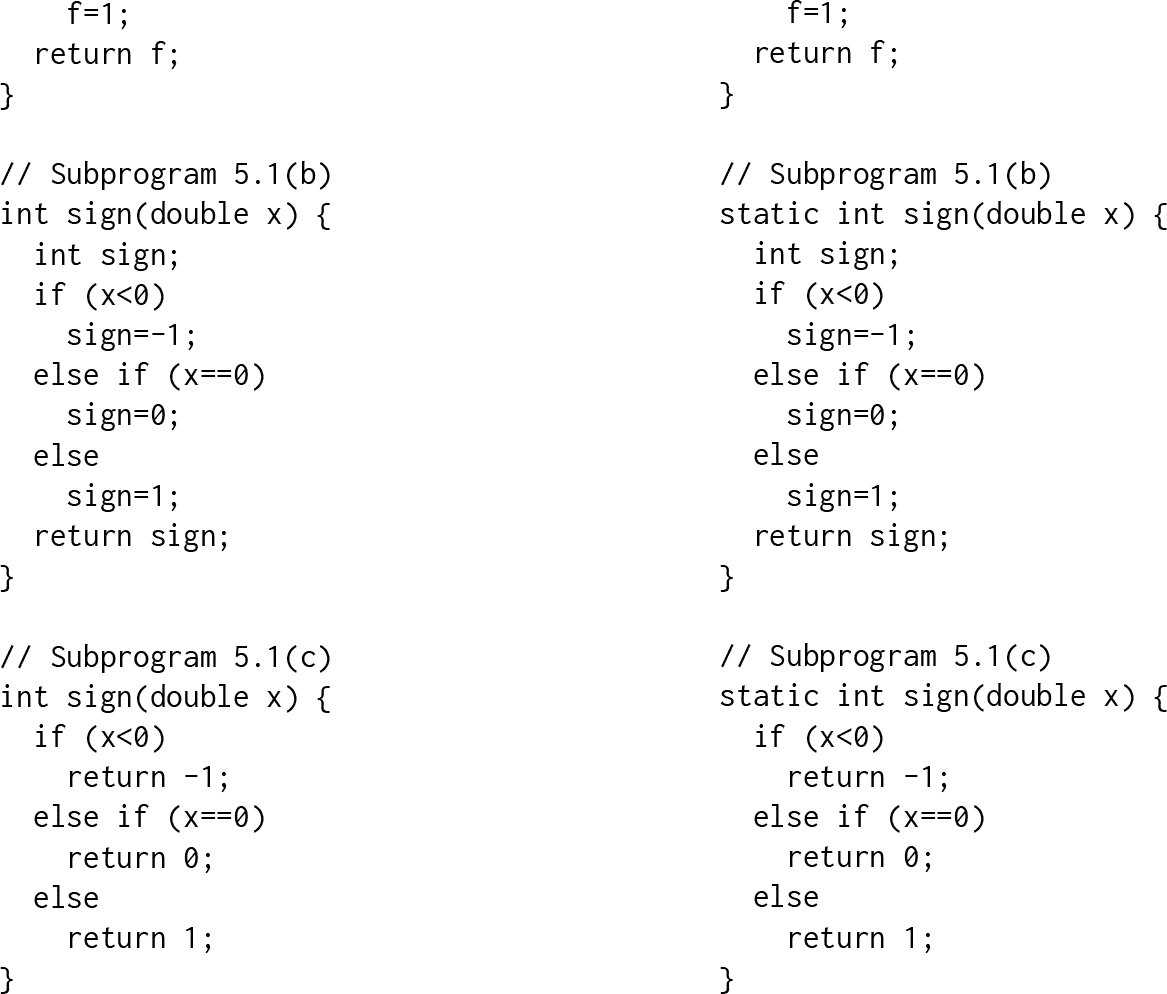 f=1;
  return f;
}

// Subprogram 5.1(b)
int sign(double x) {
  int sign;
  if (x<0)
    sign=-1;
  else if (x==0)
    sign=0;
  else
    sign=1;
  return sign;
}

// Subprogram 5.1(c)
int sign(double x) {
  if (x<0)
    return -1;
  else if (x==0)
    return 0;
  else
    return 1;
}

    f=1;
  return f;
}

// Subprogram 5.1(b)
static int sign(double x) {
  int sign;
  if (x<0)
    sign=-1;
  else if (x==0)
    sign=0;
  else
    sign=1;
  return sign;
}

// Subprogram 5.1(c)
static int sign(double x) {
  if (x<0)
    return -1;
  else if (x==0)
    return 0;
  else
    return 1;
}